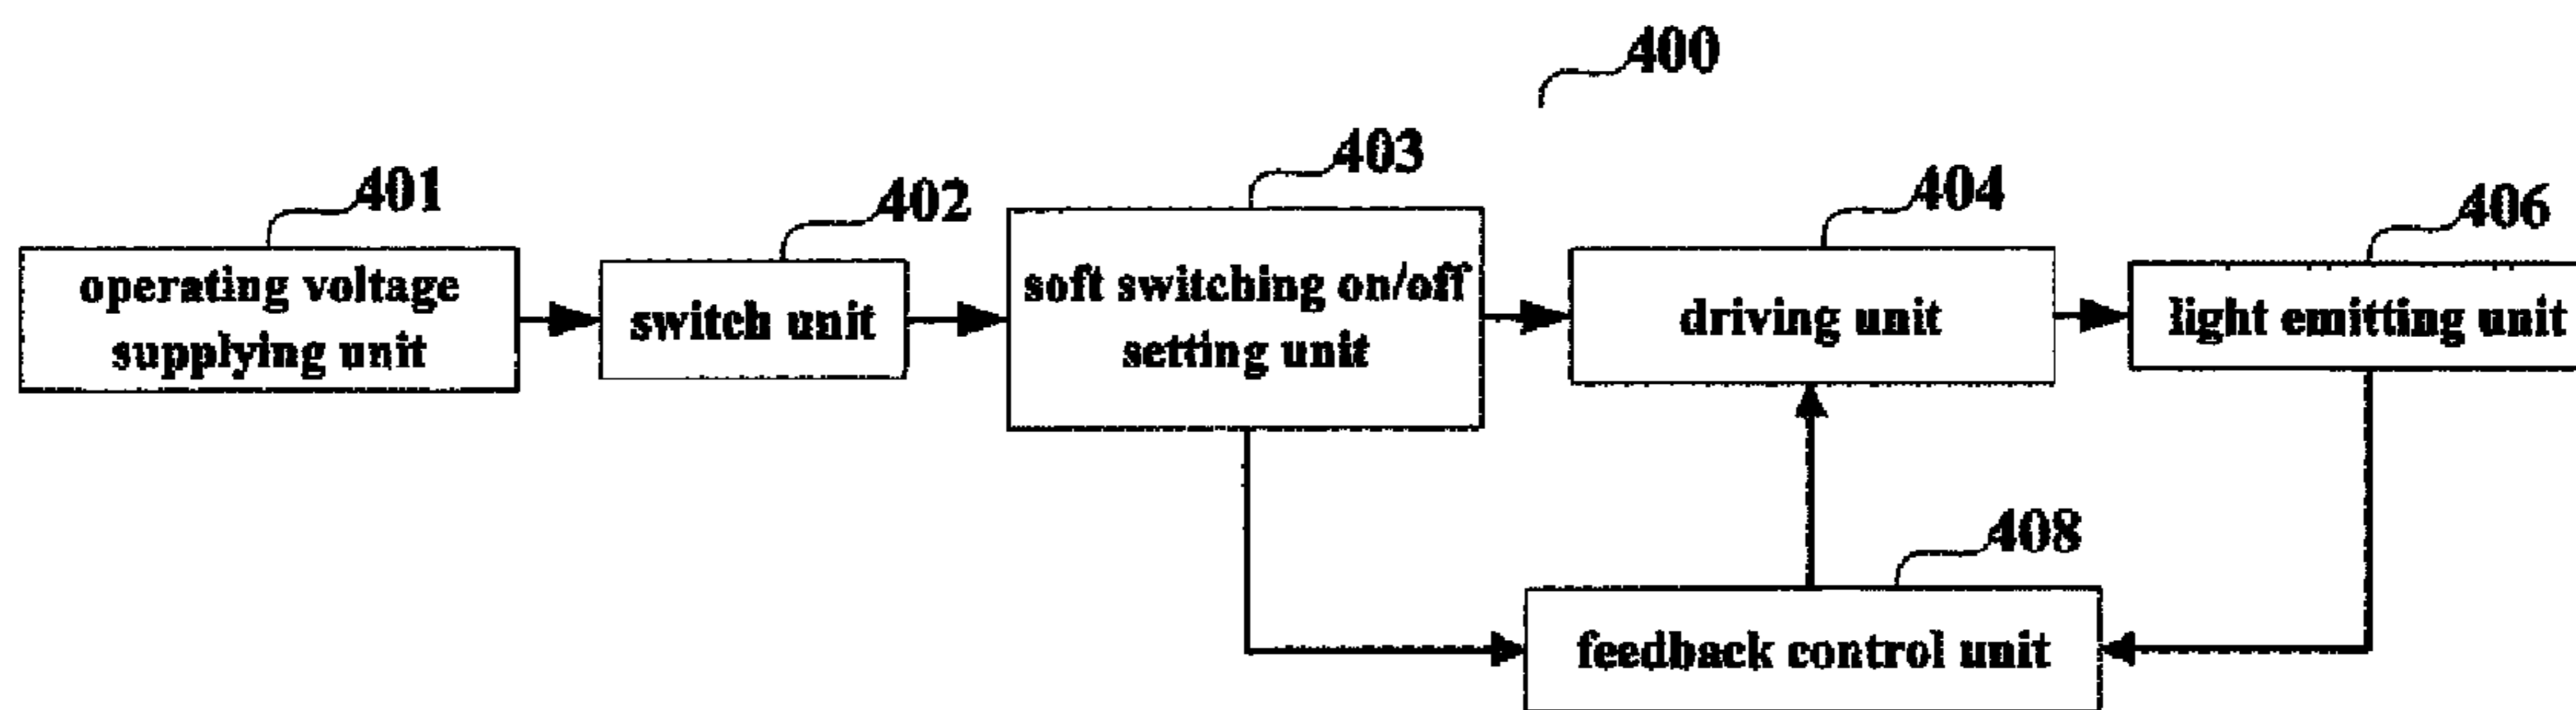 400
401
402
403
404
406
operating voltage
supplying unit
switch unit
soft switching on/off
setting unit
driving unit
light emitting unit
408
feedback control unit